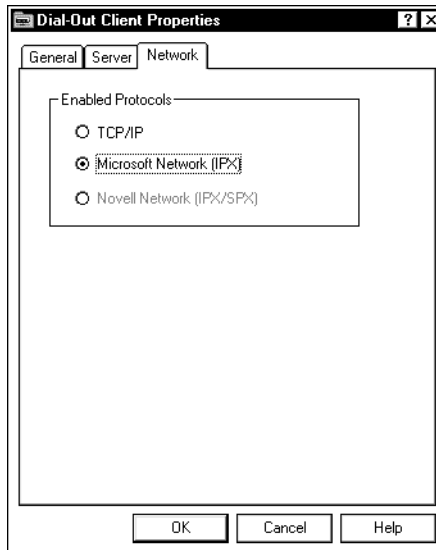 Dial-Out Client Properties
General Server Network
Enabled Protocols
TCP/IP
Microsoft Network (IPX)
Novell Network (IPX/SPX)
OK Cancel Help